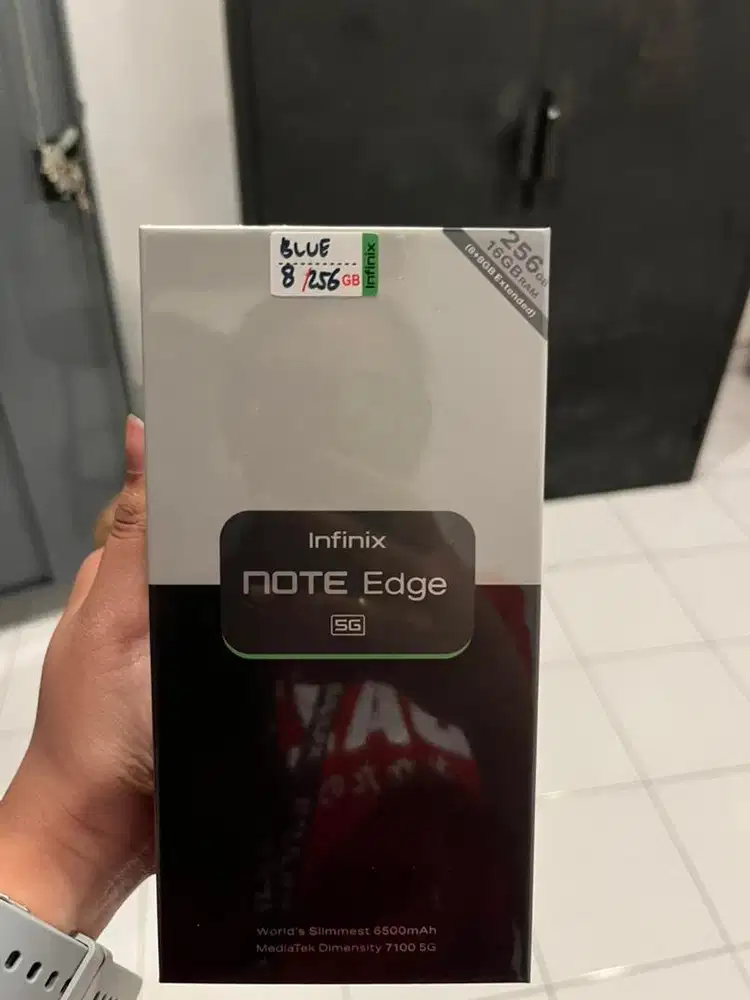 BLUE
8/256 GB
Infinix
256GB
16GB RAM
(8+8GB Extended)
Infinix
NOTE Edge
5G
World's Slimmest 6500mAh
MediaTek Dimensity 7100 5G